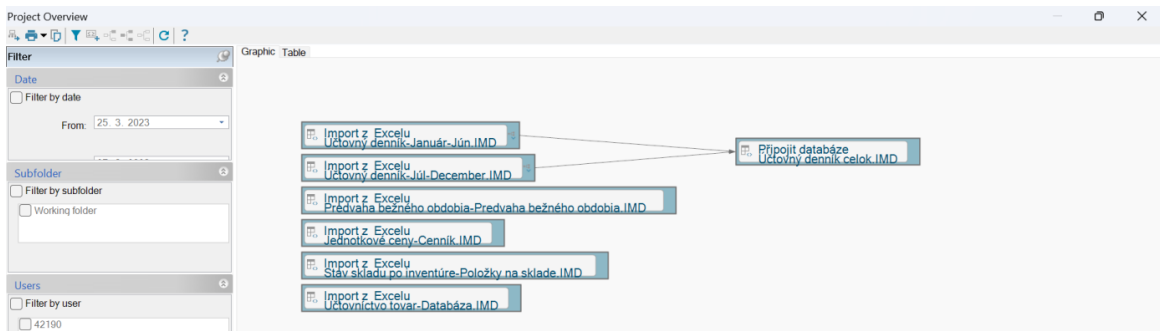 Project Overview
Filter
Graphic Table
Date
Filter by date
From: 25. 3. 2023
Subfolder
Filter by subfolder
Working folder
Users
Filter by user
42190
Import z Excelu
Účtovný denník-Január-Jún.IMD
Import z Excelu
Účtovný denník-Júl-December.IMD
Import z Excelu
Predvaha bežného obdobia-Predvaha bežného obdobia.IMD
Import z Excelu
Jednotkové ceny-Cenník.IMD
Import z Excelu
Stav skladu po inventúre-Položky na sklade.IMD
Import z Excelu
Účtovníctvo tovar-Databáza.IMD
Připojit databáze
Účtovný denník celok.IMD